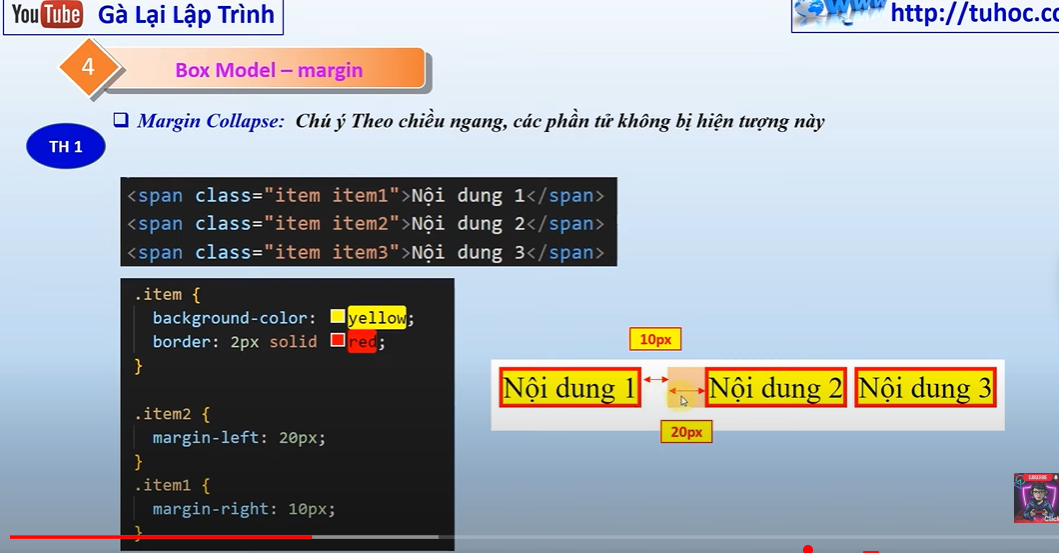 YouTube Gà Lại Lập Trình
http://tuhoc.cc
4
Box Model – margin
Margin Collapse: Chú ý Theo chiều ngang, các phần tử không bị hiện tượng này
TH 1
<span class="item item1">Nội dung 1</span>
<span class="item item2">Nội dung 2</span>
<span class="item item3">Nội dung 3</span>
.item {
background-color: yellow;
border: 2px solid red;
}
.item2 {
margin-left: 20px;
}
.item1 {
margin-right: 10px;
}
10px
Nội dung 1 Nội dung 2 Nội dung 3
20px